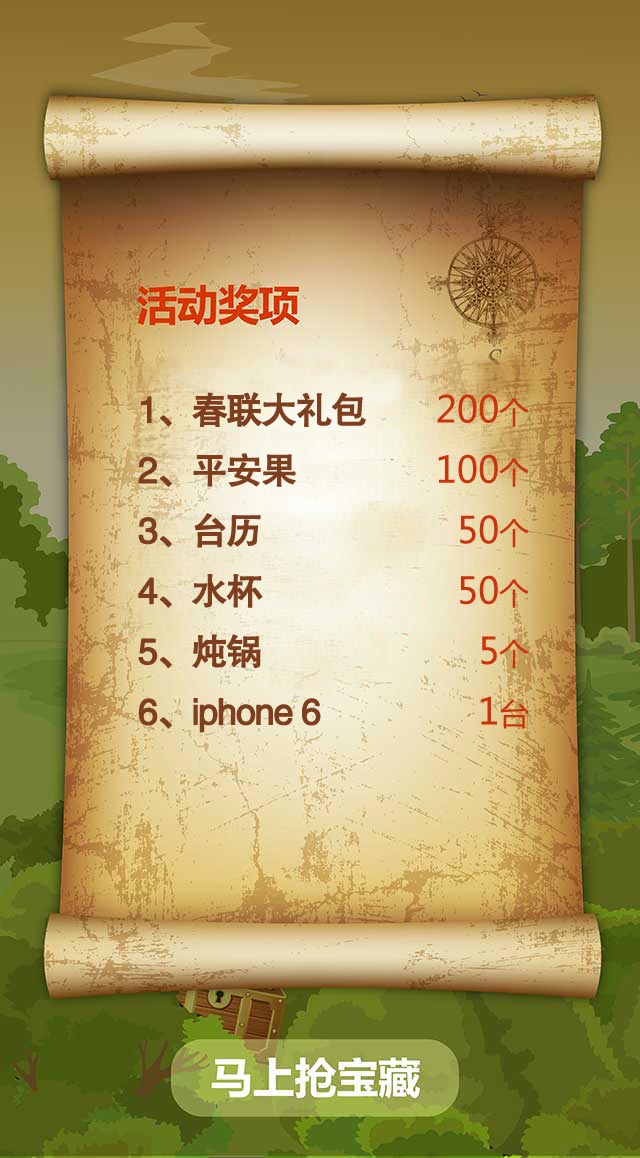 活动奖项
1、春联大礼包 200个
2、平安果 100个
3、台历 50个
4、水杯 50个
5、炖锅 5个
6、iphone 6 1台
马上抢宝藏
S